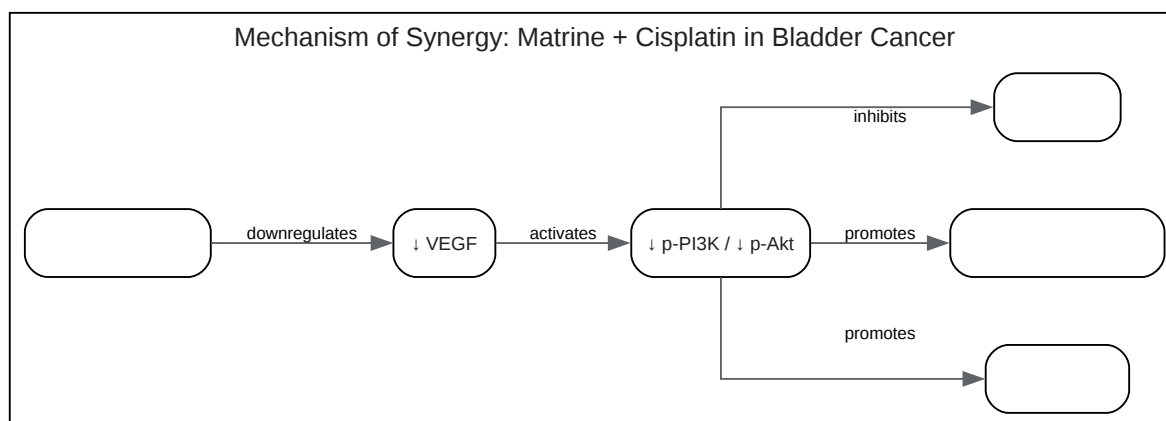 Mechanism of Synergy: Matrine + Cisplatin in Bladder Cancer
inhibits
downregulates
↓ VEGF
activates
↓ p-PI3K / ↓ p-Akt
promotes
promotes